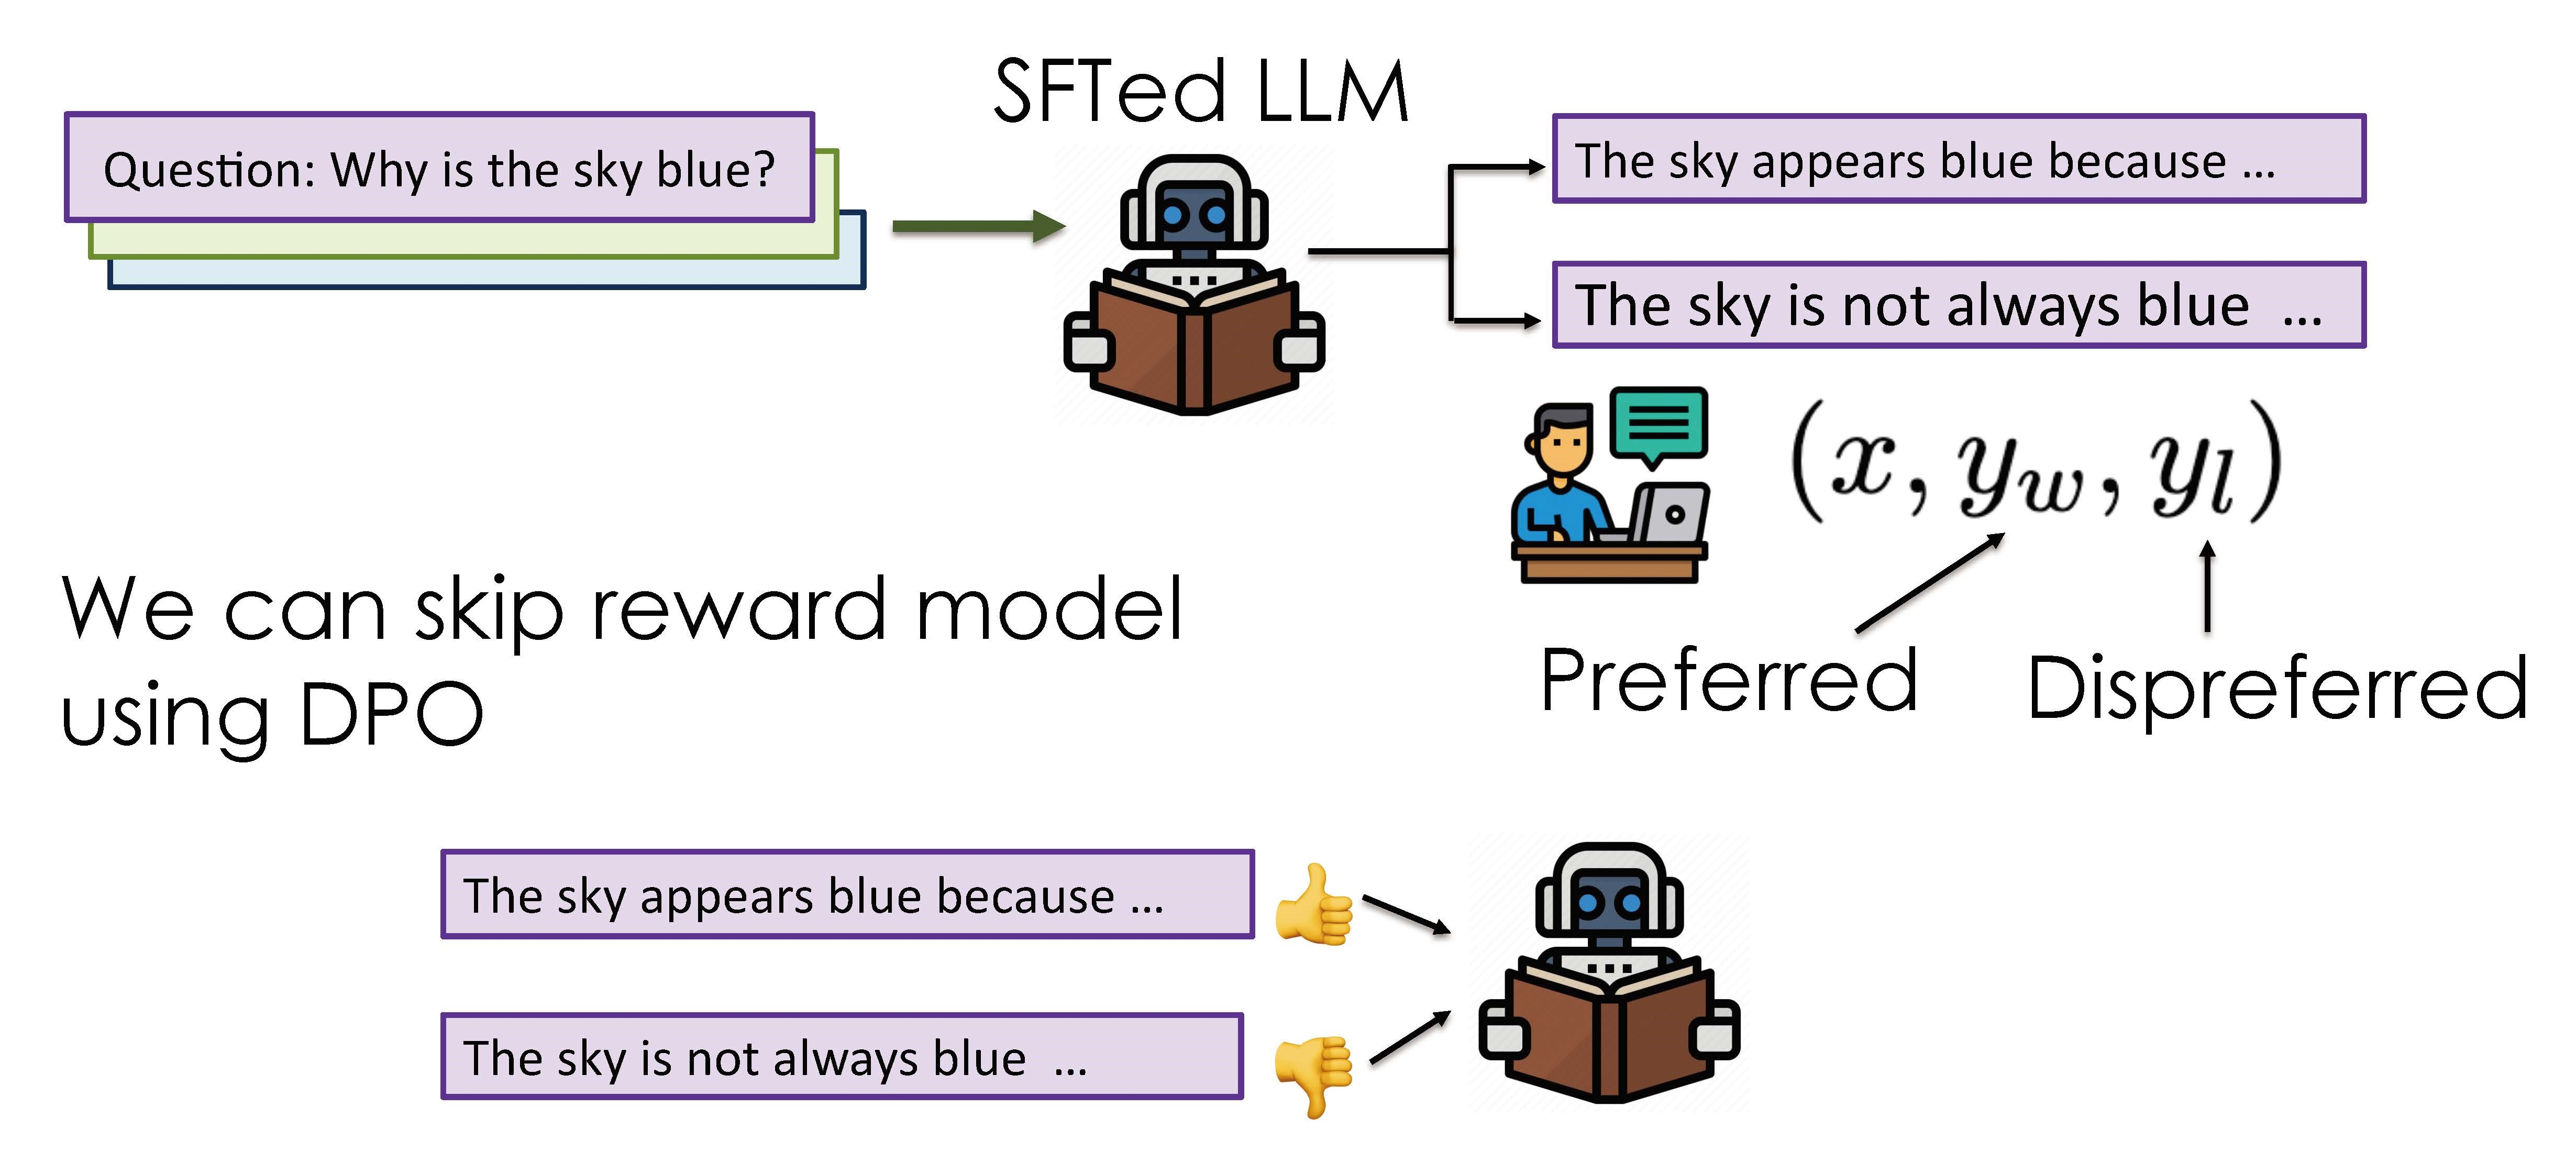 SFTed LLM
Question: Why is the sky blue?
The sky appears blue because ...
The sky is not always blue ...
(x, y_w, y_l)
We can skip reward model
using DPO
Preferred
Dispreferred
The sky appears blue because ...
The sky is not always blue ...